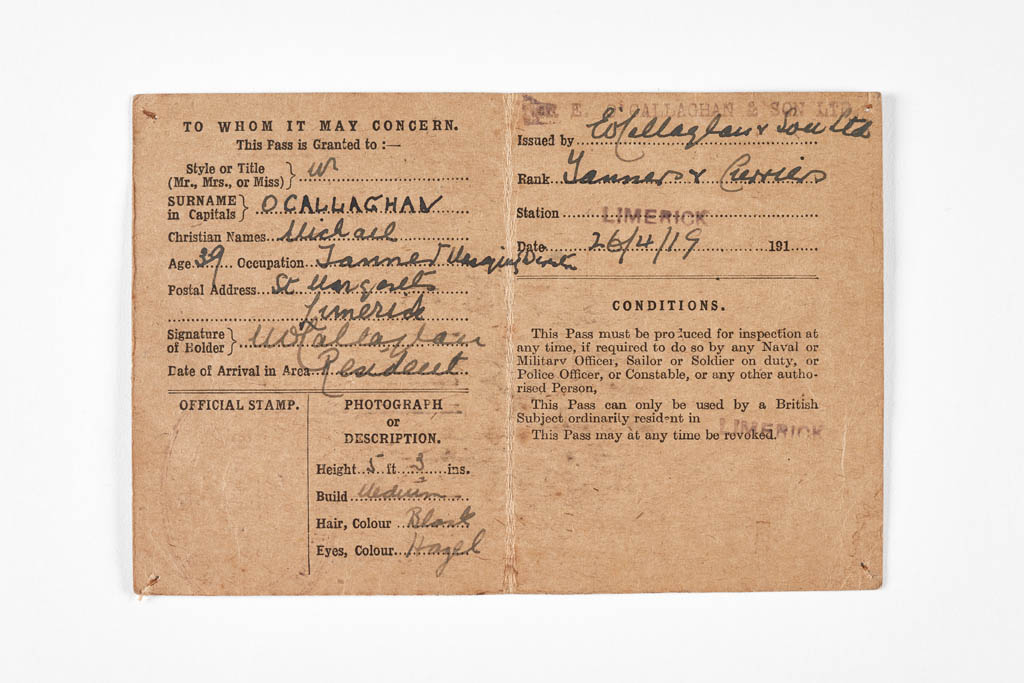 TO WHOM IT MAY CONCERN.
This Pass is Granted to :—
Style or Title
(Mr., Mrs., or Miss) } Mr
SURNAME
in Capitals } OCALLAGHAN
Christian Names Michael
Age 39 Occupation Tanner
Postal Address St Margarets
Limerick
Signature
of Holder } MOCallaghan
Date of Arrival in Area Resident
OFFICIAL STAMP.
PHOTOGRAPH
or
DESCRIPTION.
Height 5 ft 3 ins.
Build Medium
Hair, Colour Black
Eyes, Colour Hazel
E. O'CALLAGHAN & SON LTD.
Issued by EOCallaghan & Son Ltd
Rank Tanners & Curriers
Station LIMERICK
Date 26/4/19 191
CONDITIONS.
This Pass must be produced for inspection at
any time, if required to do so by any Naval or
Military Officer, Sailor or Soldier on duty, or
Police Officer, or Constable, or any other autho-
rised Person,
This Pass can only be used by a British
Subject ordinarily resident in LIMERICK
This Pass may at any time be revoked.